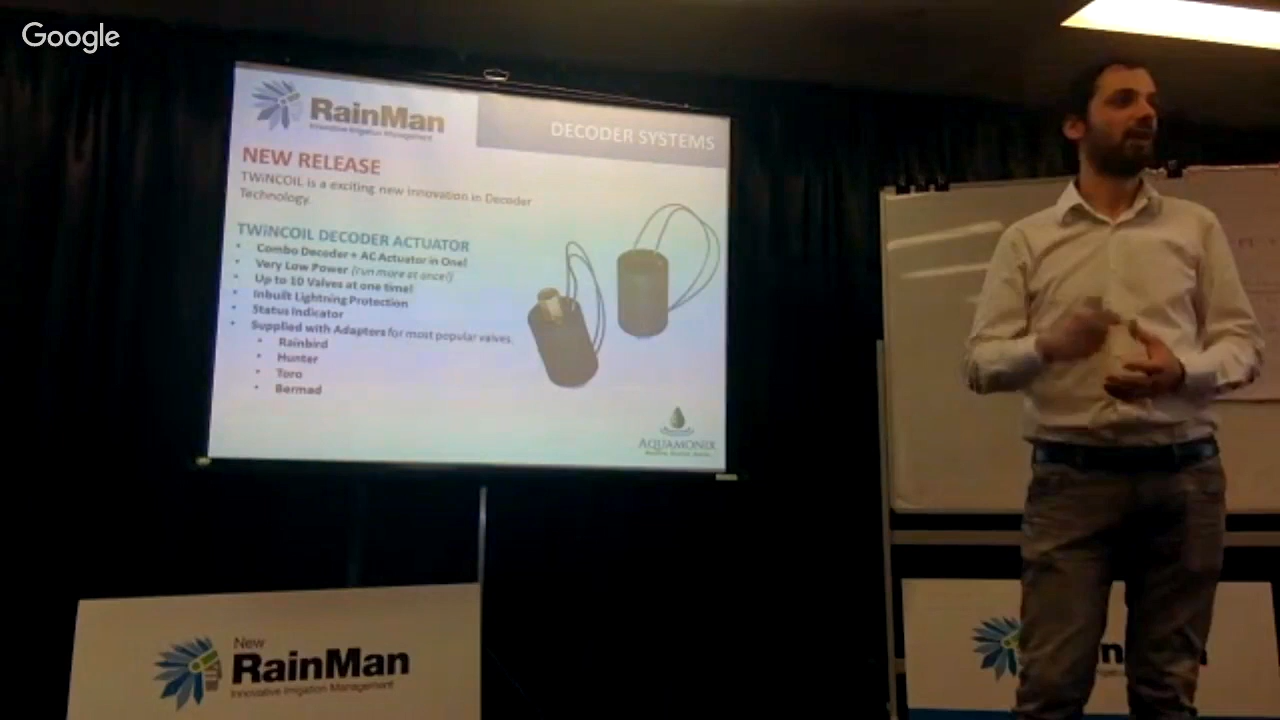 Google
RainMan
Innovative Irrigation Management
DECODER SYSTEMS
NEW RELEASE
TWiNCOIL is a exciting new innovation in Decoder
Technology.
TWiNCOIL DECODER ACTUATOR
• Combo Decoder + AC Actuator in One!
• Very Low Power (run more at once!)
• Up to 10 Valves at one time!
• Inbuilt Lightning Protection
• Status Indicator
• Supplied with Adapters for most popular valves.
• Rainbird
• Hunter
• Toro
• Bermad
AQUAMONIX
New
RainMan
Innovative Irrigation Management